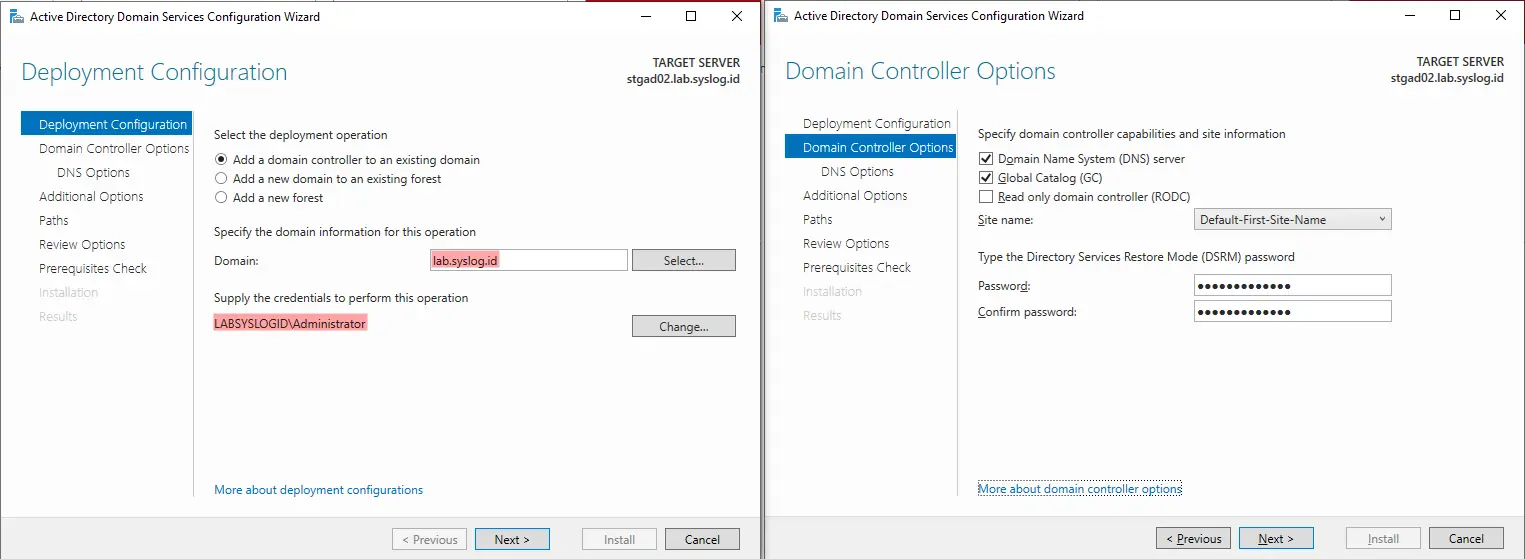 Active Directory Domain Services Configuration Wizard
Deployment Configuration
TARGET SERVER
stgad02.lab.syslog.id
Deployment Configuration
Domain Controller Options
DNS Options
Additional Options
Paths
Review Options
Prerequisites Check
Installation
Results
Select the deployment operation
Add a domain controller to an existing domain
Add a new domain to an existing forest
Add a new forest
Specify the domain information for this operation
Domain: lab.syslog.id Select...
Supply the credentials to perform this operation
LABSYSLOGID\Administrator Change...
More about deployment configurations
< Previous Next > Install Cancel
Active Directory Domain Services Configuration Wizard
Domain Controller Options
TARGET SERVER
stgad02.lab.syslog.id
Deployment Configuration
Domain Controller Options
DNS Options
Additional Options
Paths
Review Options
Prerequisites Check
Installation
Results
Specify domain controller capabilities and site information
Domain Name System (DNS) server
Global Catalog (GC)
Read only domain controller (RODC)
Site name: Default-First-Site-Name
Type the Directory Services Restore Mode (DSRM) password
Password: •••••••••••••
Confirm password: •••••••••••••
More about domain controller options
< Previous Next > Install Cancel